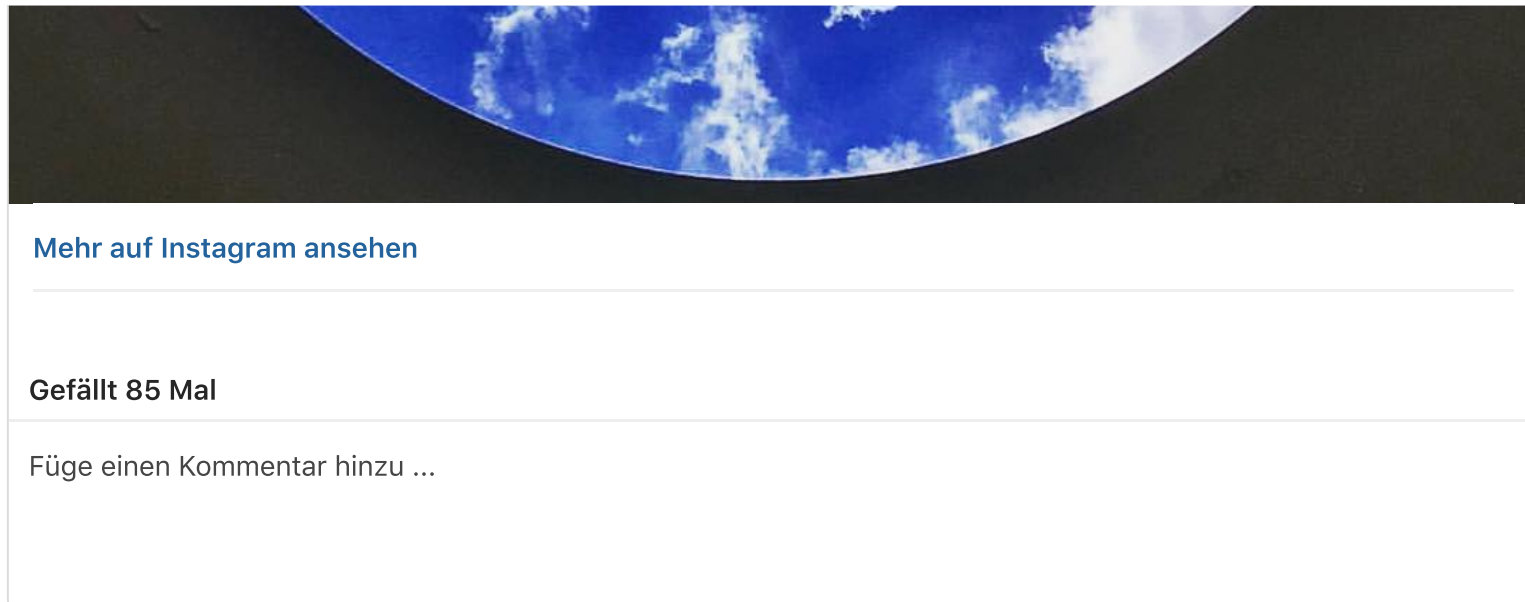 Mehr auf Instagram ansehen
Gefällt 85 Mal
Füge einen Kommentar hinzu ...